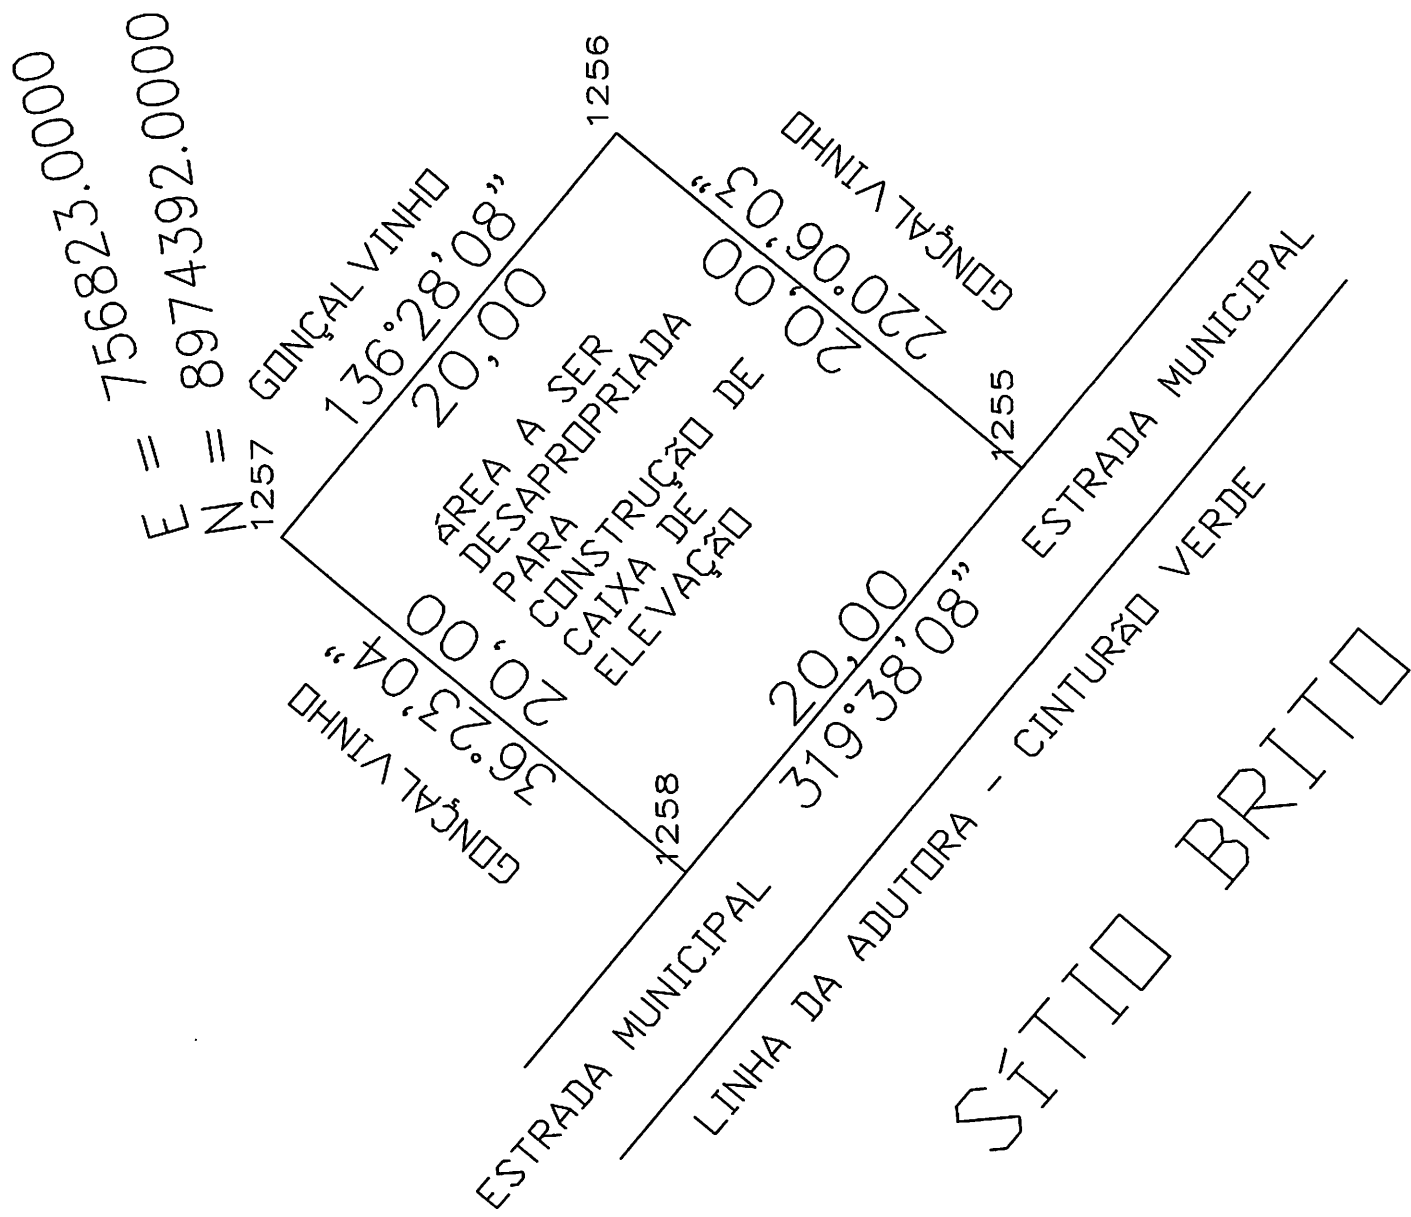 E = 756823.0000
N = 8974392.0000
1257
1256
GONÇAL VINHO
136°28'08"
20,00
GONÇAL VINHO
220°06'03"
20,00
ÁREA A SER
DESAPROPRIADA
PARA
CONSTRUÇÃO DE
CAIXA DE
ELEVAÇÃO
GONÇAL VINHO
36°23'04"
20,00
1258
1255
20,00
319°38'08"
ESTRADA MUNICIPAL
ESTRADA MUNICIPAL
LINHA DA ADUTORA - CINTURÃO VERDE
SÍTIO BRITO